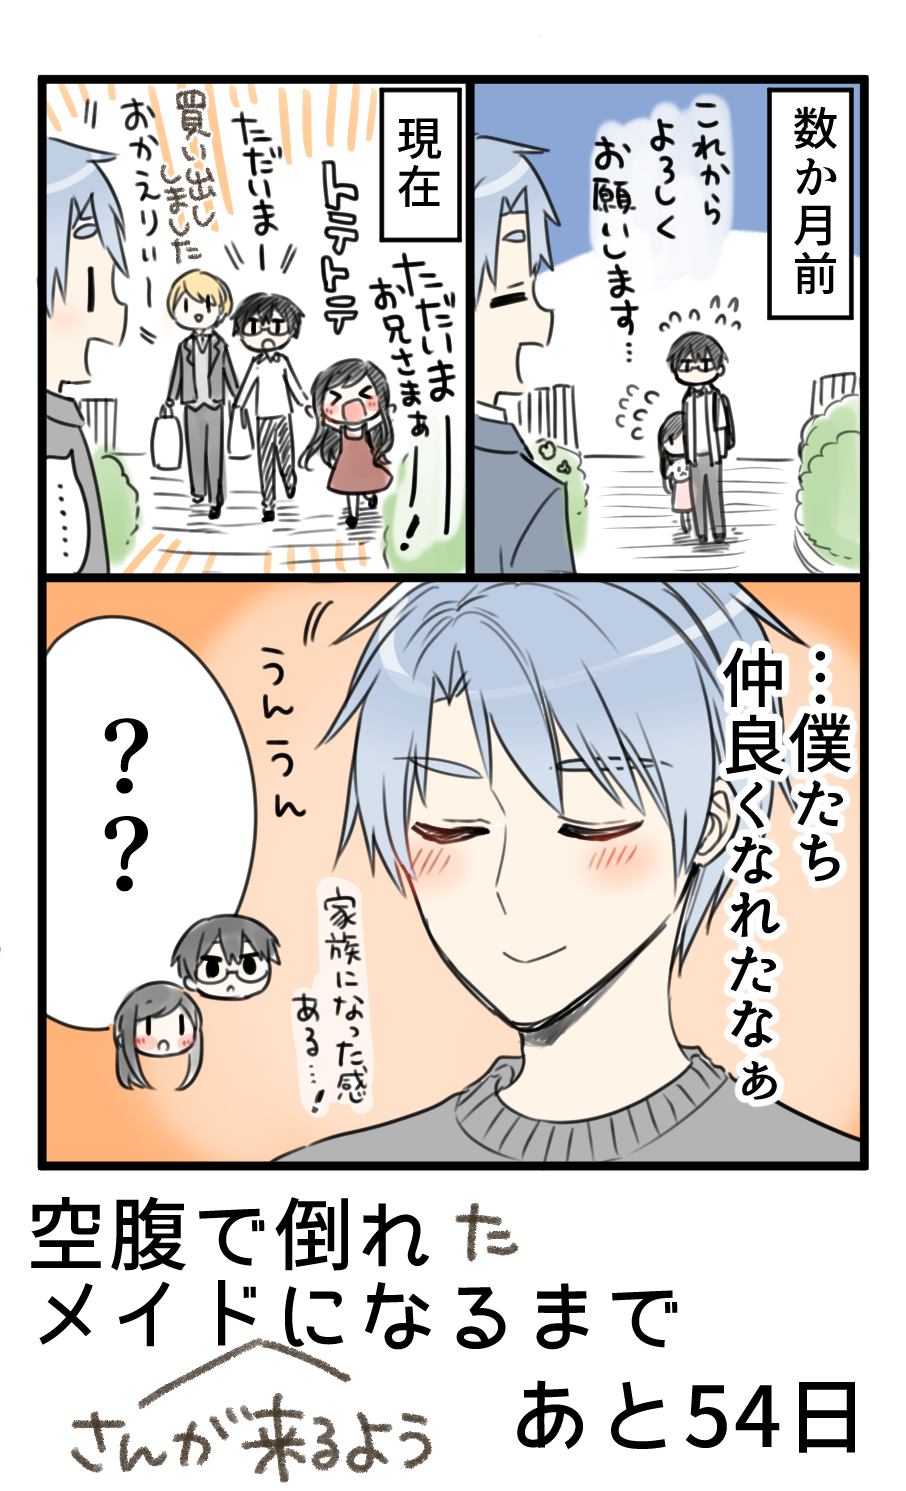 数か月前
これから
よろしく
お願いします…
現在
ただいま
お兄さまぁ
ーー!
トテトテ
ただいまー
買い出し
しました
おかえりぃー
……
…僕たち
仲良くなれたなぁ
うんうん
家族になった感
ある…!
??
空腹で倒れた
メイドになるまで
さんが来るよう
あと54日